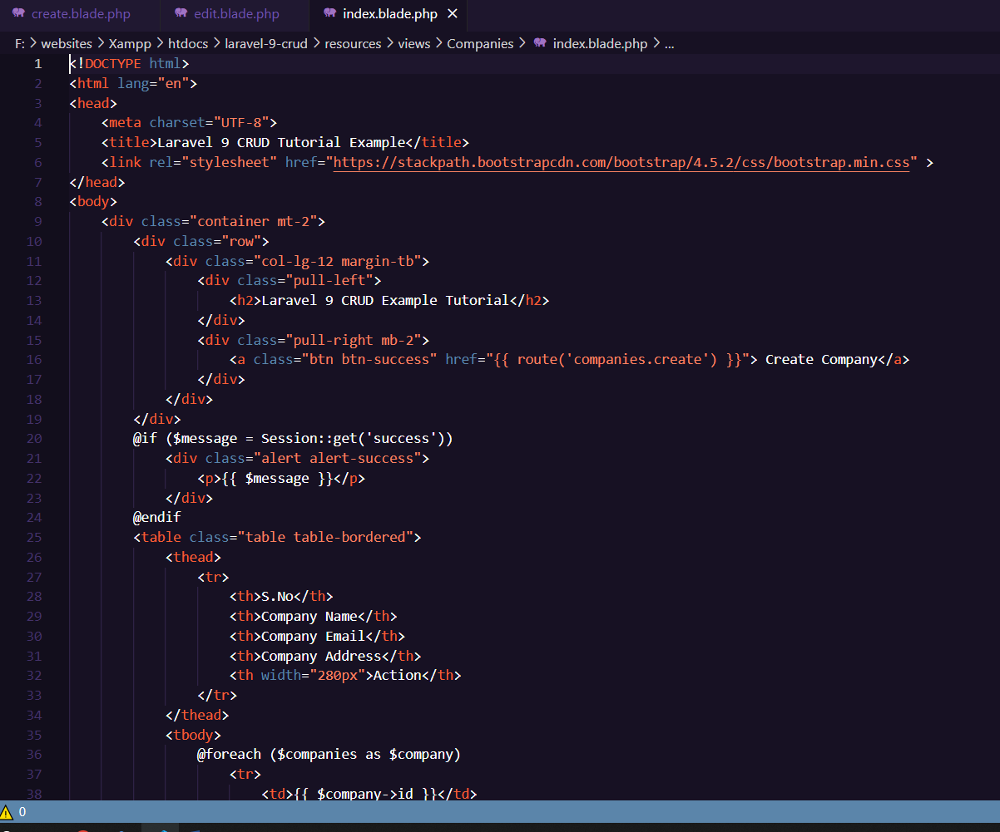 create.blade.php edit.blade.php index.blade.php
F: > websites > Xampp > htdocs > laravel-9-crud > resources > views > Companies > index.blade.php > ...
1 <!DOCTYPE html>
2 <html lang="en">
3 <head>
4     <meta charset="UTF-8">
5     <title>Laravel 9 CRUD Tutorial Example</title>
6     <link rel="stylesheet" href="https://stackpath.bootstrapcdn.com/bootstrap/4.5.2/css/bootstrap.min.css" >
7 </head>
8 <body>
9     <div class="container mt-2">
10         <div class="row">
11             <div class="col-lg-12 margin-tb">
12                 <div class="pull-left">
13                     <h2>Laravel 9 CRUD Example Tutorial</h2>
14                 </div>
15                 <div class="pull-right mb-2">
16                     <a class="btn btn-success" href="{{ route('companies.create') }}"> Create Company</a>
17                 </div>
18             </div>
19         </div>
20         @if ($message = Session::get('success'))
21             <div class="alert alert-success">
22                 <p>{{ $message }}</p>
23             </div>
24         @endif
25         <table class="table table-bordered">
26             <thead>
27                 <tr>
28                     <th>S.No</th>
29                     <th>Company Name</th>
30                     <th>Company Email</th>
31                     <th>Company Address</th>
32                     <th width="280px">Action</th>
33                 </tr>
34             </thead>
35             <tbody>
36                 @foreach ($companies as $company)
37                     <tr>
38                         <td>{{ $company->id }}</td>
0